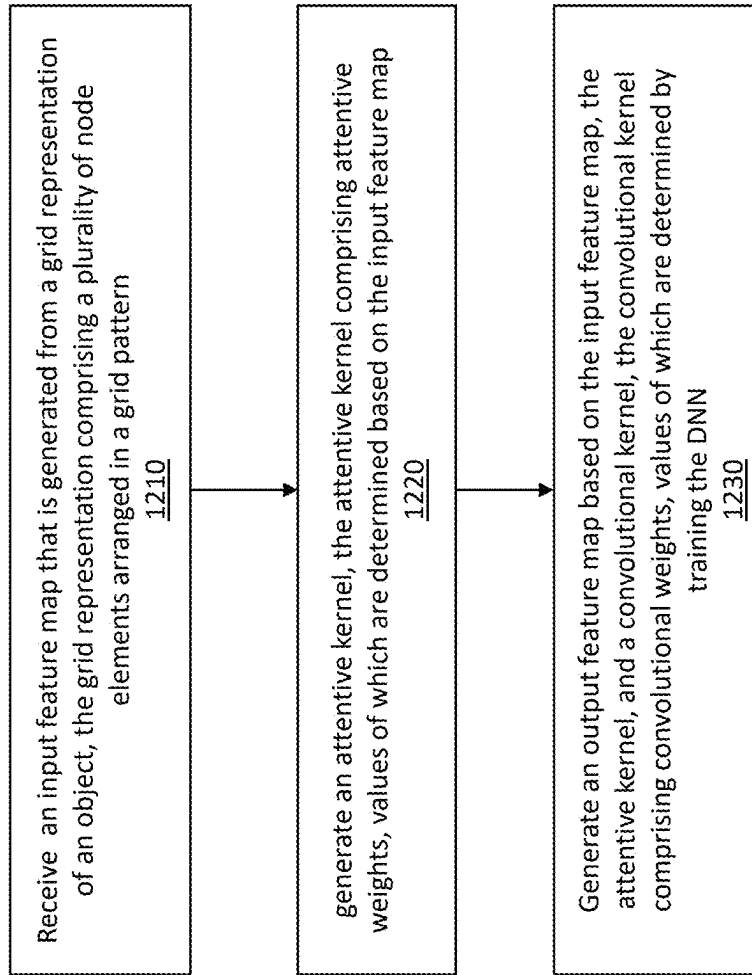 Receive an input feature map that is generated from a grid representation
of an object, the grid representation comprising a plurality of node
elements arranged in a grid pattern
1210
generate an attentive kernel, the attentive kernel comprising attentive
weights, values of which are determined based on the input feature map
1220
Generate an output feature map based on the input feature map, the
attentive kernel, and a convolutional kernel, the convolutional kernel
comprising convolutional weights, values of which are determined by
training the DNN
1230